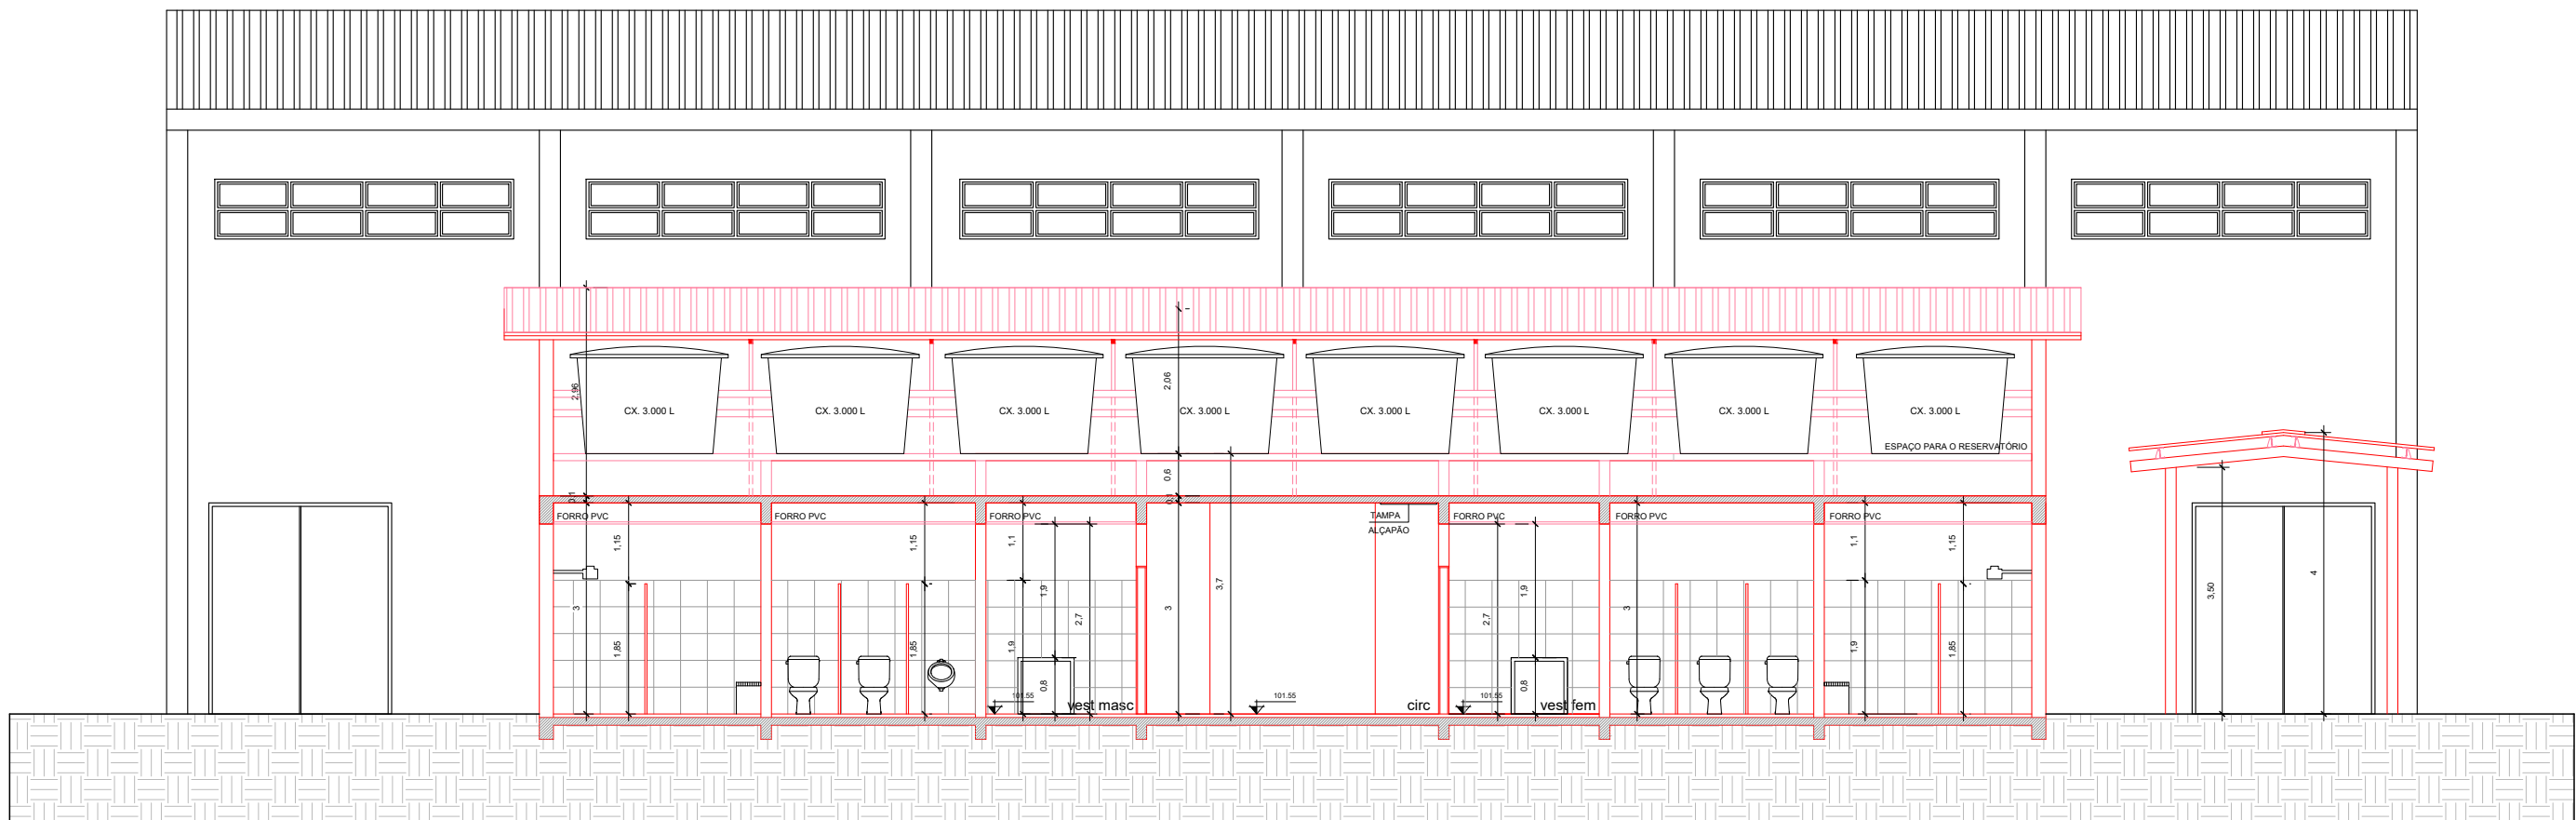 2,96
2,06
CX. 3.000 L
CX. 3.000 L
CX. 3.000 L
CX. 3.000 L
CX. 3.000 L
CX. 3.000 L
CX. 3.000 L
CX. 3.000 L
ESPAÇO PARA O RESERVATÓRIO
0,6
0,1
0,1
FORRO PVC
FORRO PVC
FORRO PVC
TAMPA
ALÇAPÃO
FORRO PVC
FORRO PVC
FORRO PVC
1,15
1,15
1,1
1,1
1,15
3
1,85
1,85
1,9
1,9
2,7
0,8
3
3,7
2,7
1,9
0,8
3
1,9
1,85
3,50
4
101.55
101.55
101.55
vest masc
circ
vest fem